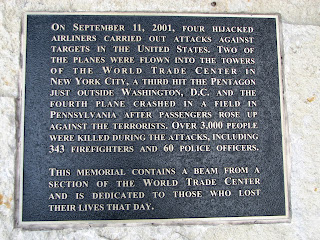 On September 11, 2001, four hijacked
airliners carried out attacks against
targets in the United States. Two of
the planes were flown into the towers
of the World Trade Center in
New York City, a third hit the Pentagon
just outside Washington, D.C. and the
fourth plane crashed in a field in
Pennsylvania after passengers rose up
against the terrorists. Over 3,000 people
were killed during the attacks, including
343 firefighters and 60 police officers.
This memorial contains a beam from a
section of the World Trade Center
and is dedicated to those who lost
their lives that day.